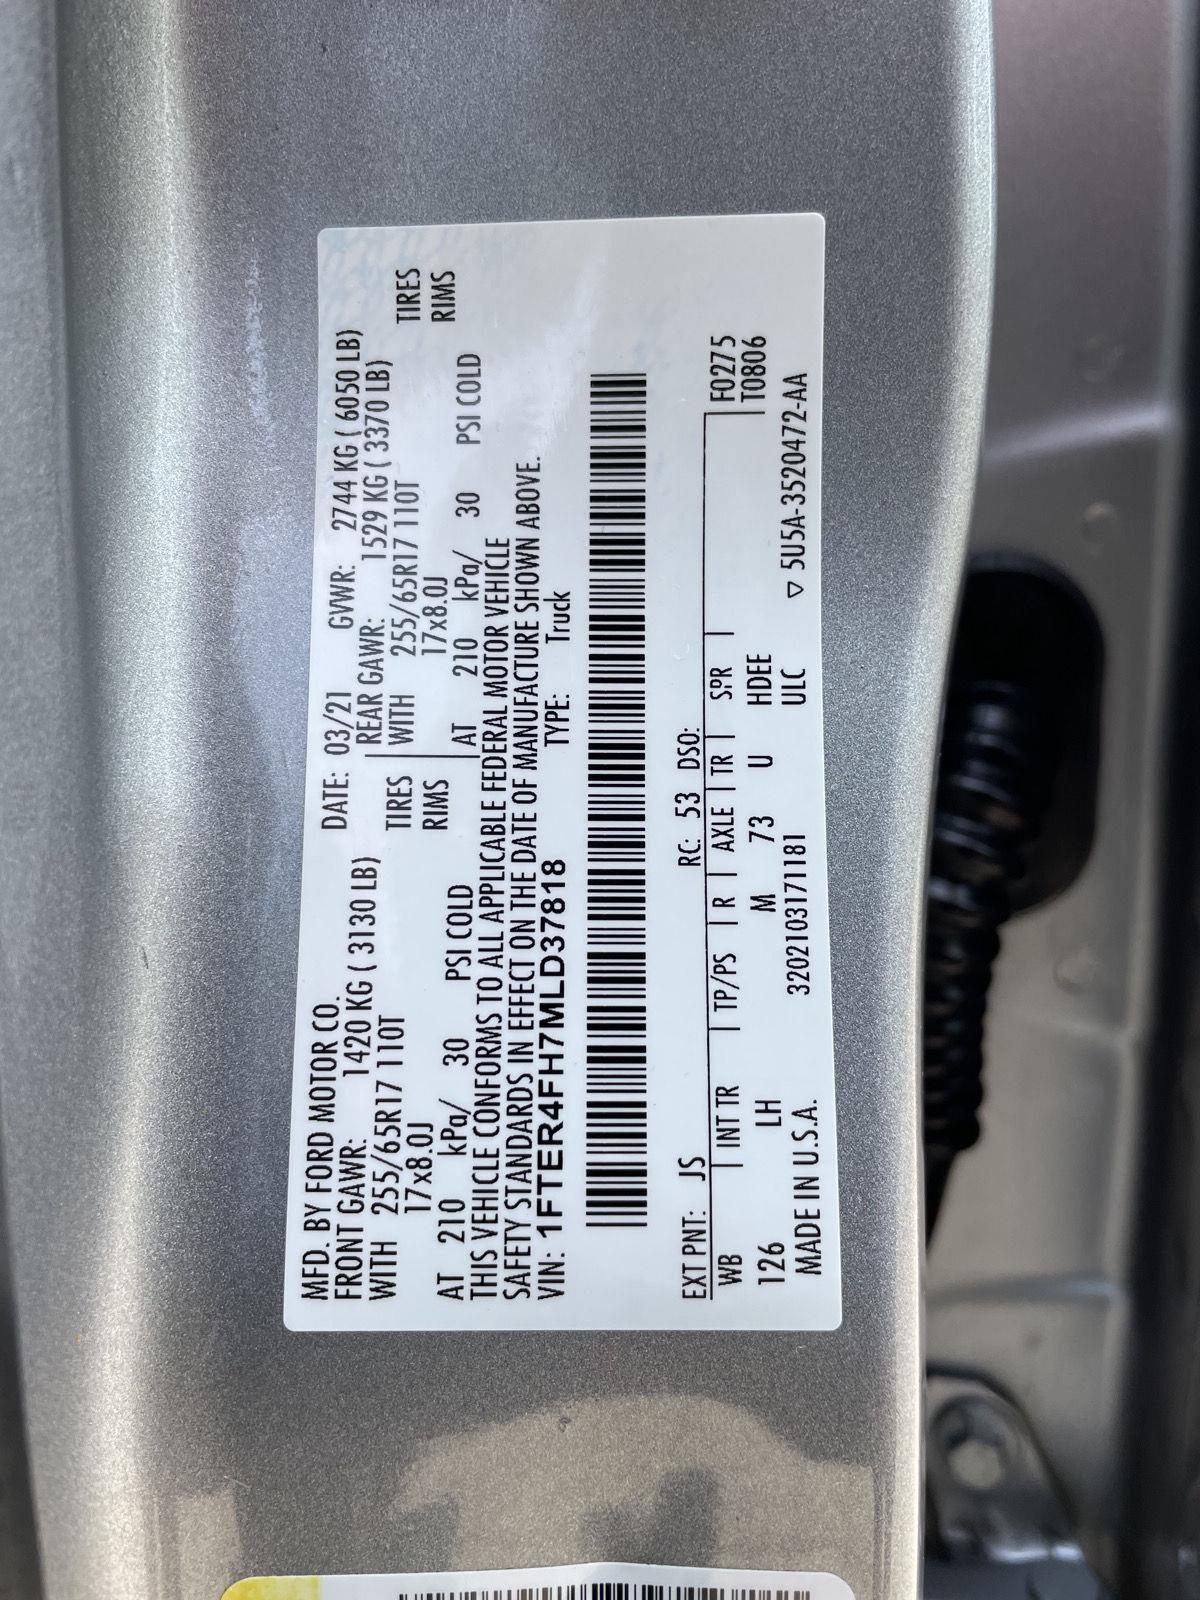 MFD. BY FORD MOTOR CO.
DATE: 03/21 GVWR: 2744 KG ( 6050 LB)
FRONT GAWR: 1420 KG ( 3130 LB) REAR GAWR: 1529 KG ( 3370 LB)
WITH 255/65R17 110T TIRES WITH 255/65R17 110T TIRES
17x8.0J RIMS 17x8.0J RIMS
AT 210 kPa/ 30 PSI COLD AT 210 kPa/ 30 PSI COLD
THIS VEHICLE CONFORMS TO ALL APPLICABLE FEDERAL MOTOR VEHICLE
SAFETY STANDARDS IN EFFECT ON THE DATE OF MANUFACTURE SHOWN ABOVE.
VIN: 1FTER4FH7MLD37818 TYPE: Truck
EXT PNT: JS RC: 53 DSO: F0275
WB INT TR TP/PS R AXLE TR SPR T0806
126 LH M 73 U HDEE
MADE IN U.S.A. 32021031711​81 ULC ▽ 5U5A-3520472-AA